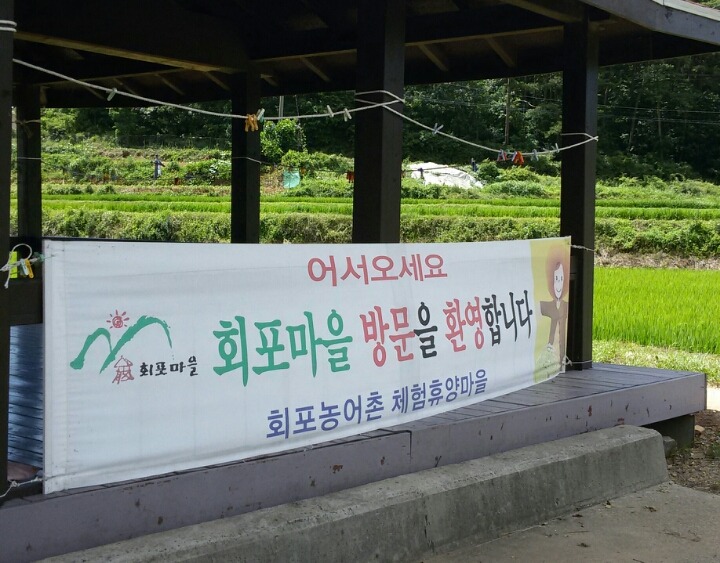 어서오세요
회포마을
회포마을 방문을 환영합니다
회포농어촌 체험휴양마을